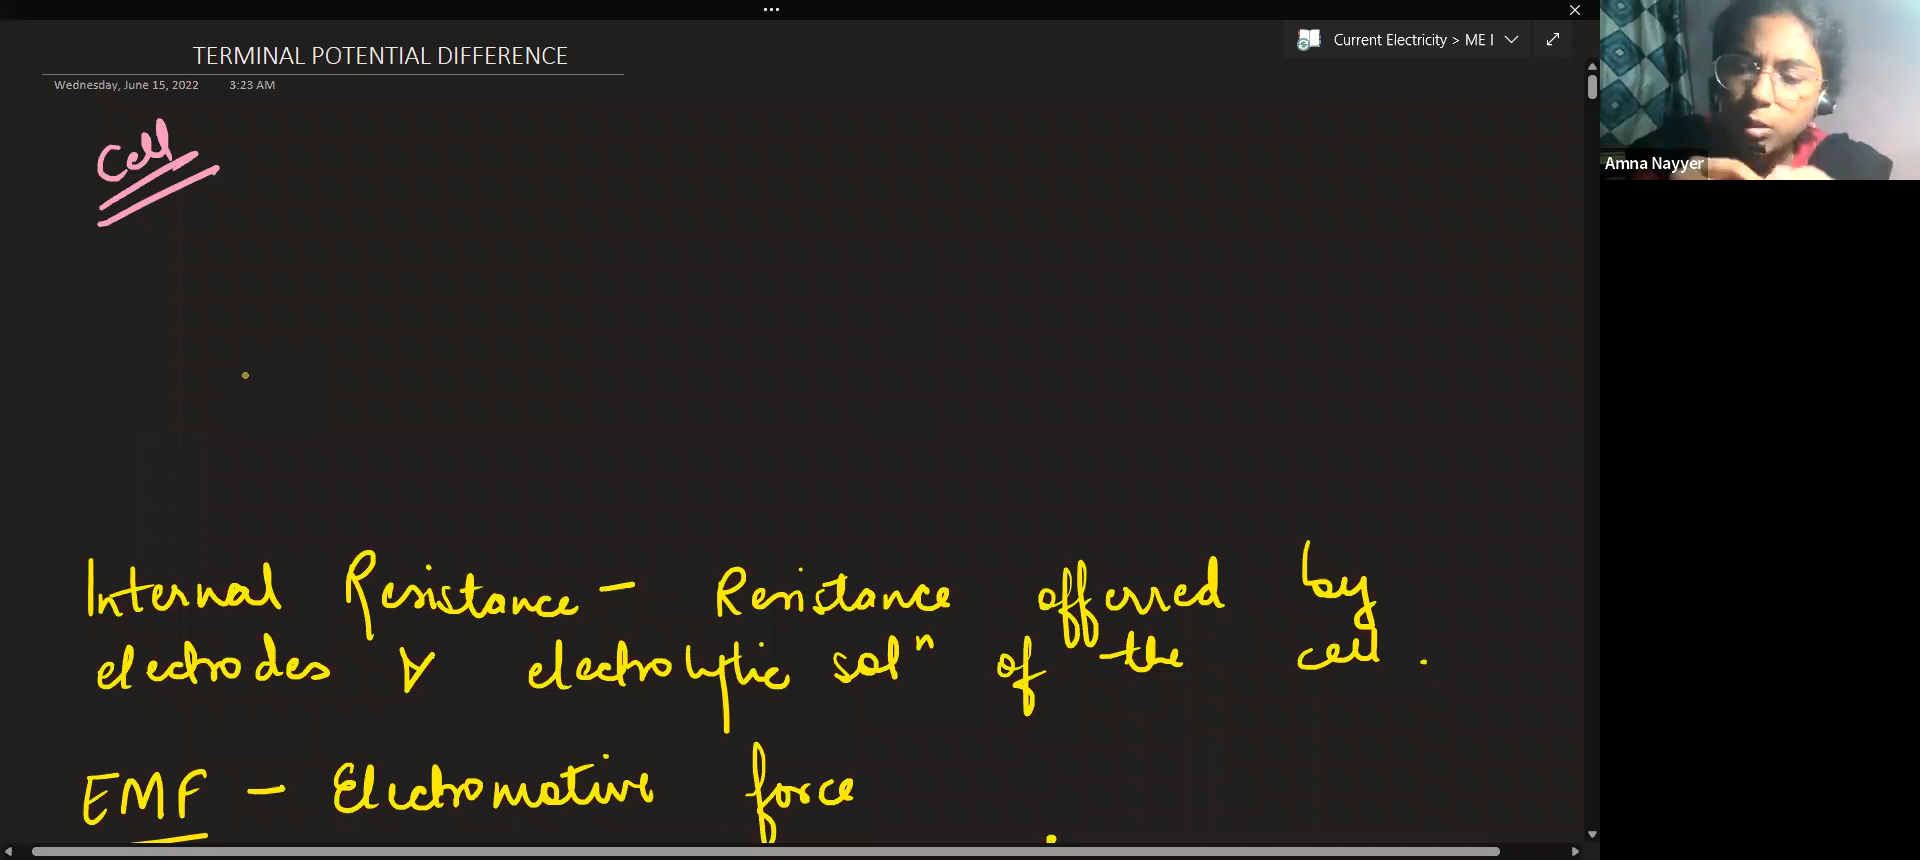 TERMINAL POTENTIAL DIFFERENCE
Wednesday, June 15, 2022 3:23 AM
Current Electricity > ME I
Amna Nayyer
Cell
Internal Resistance – Resistance offerred by
electrodes & electrolytic solⁿ of the cell .
EMF – Electromotive force